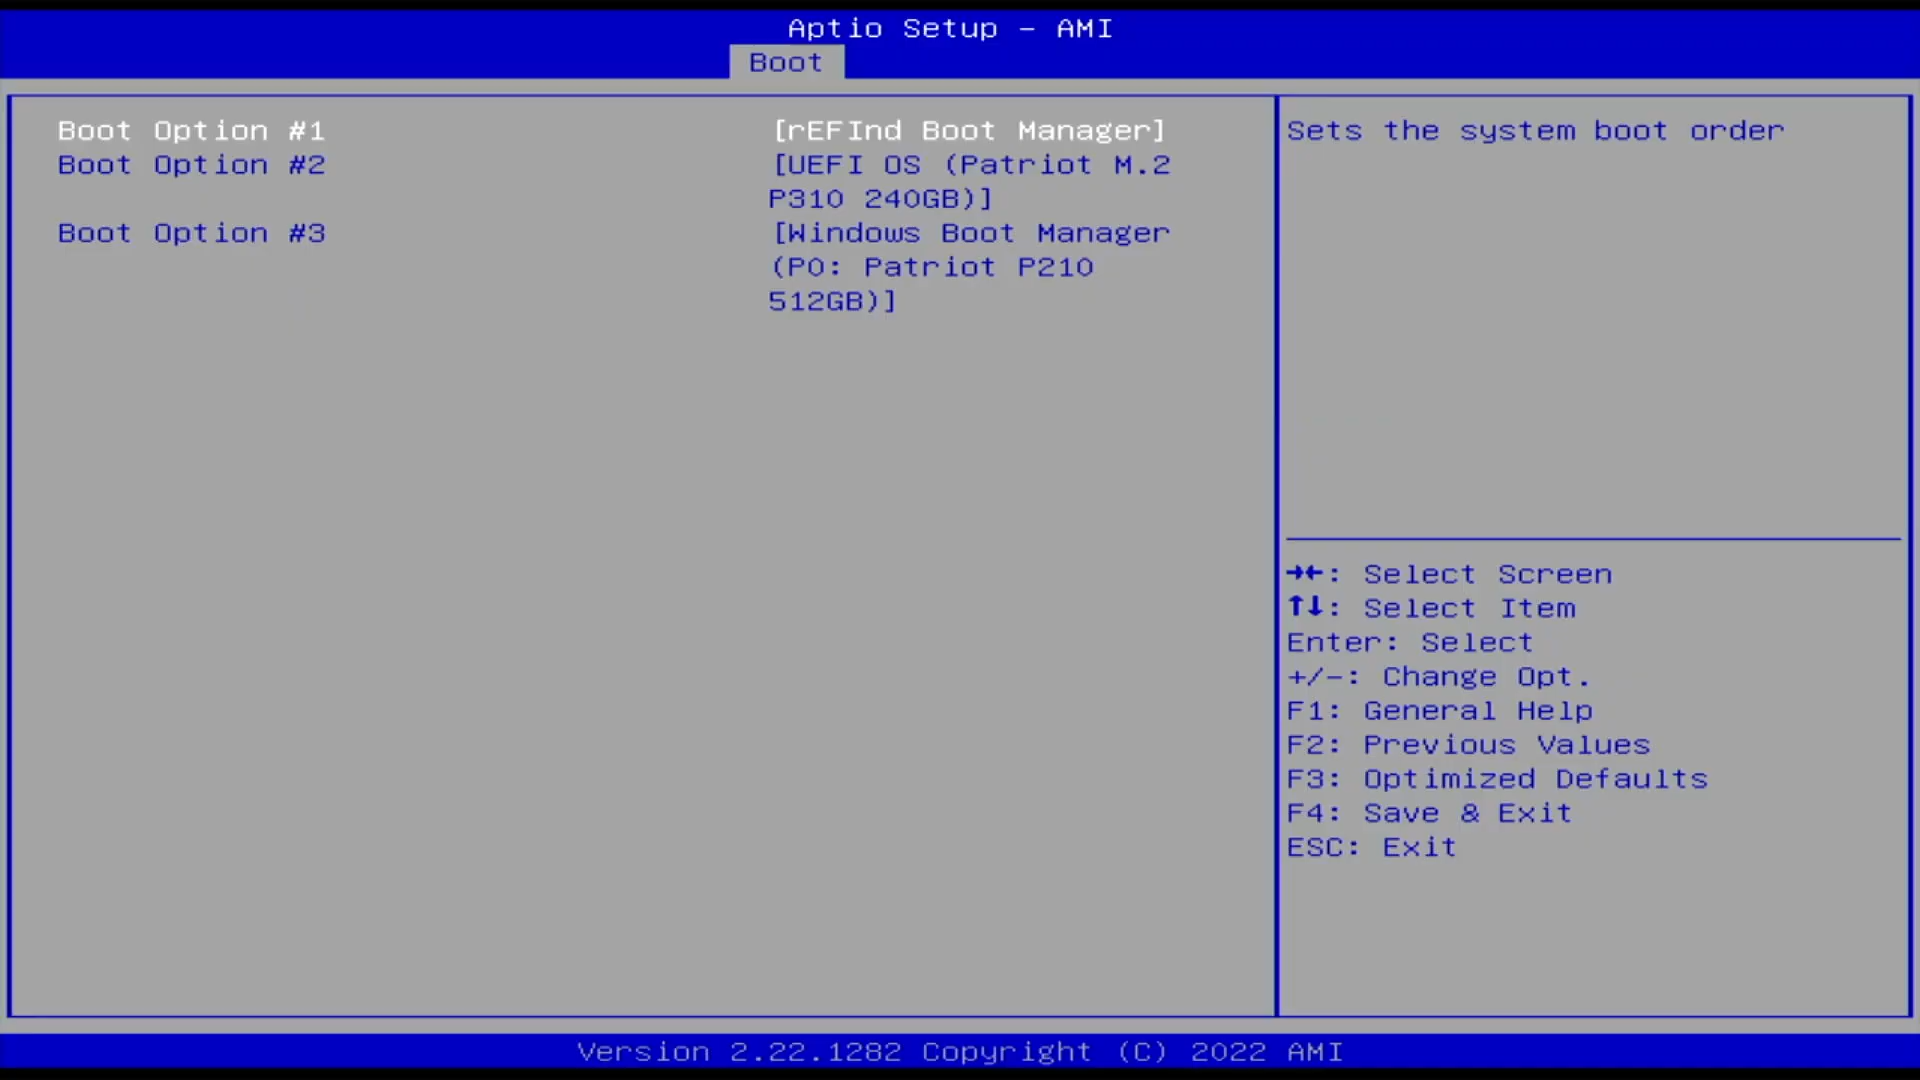 Aptio Setup - AMI
Boot
Boot Option #1 [rEFInd Boot Manager]
Boot Option #2 [UEFI OS (Patriot M.2
P310 240GB)]
Boot Option #3 [Windows Boot Manager
(P0: Patriot P210
512GB)]
Sets the system boot order
→←: Select Screen
↑↓: Select Item
Enter: Select
+/-: Change Opt.
F1: General Help
F2: Previous Values
F3: Optimized Defaults
F4: Save & Exit
ESC: Exit
Version 2.22.1282 Copyright (C) 2022 AMI